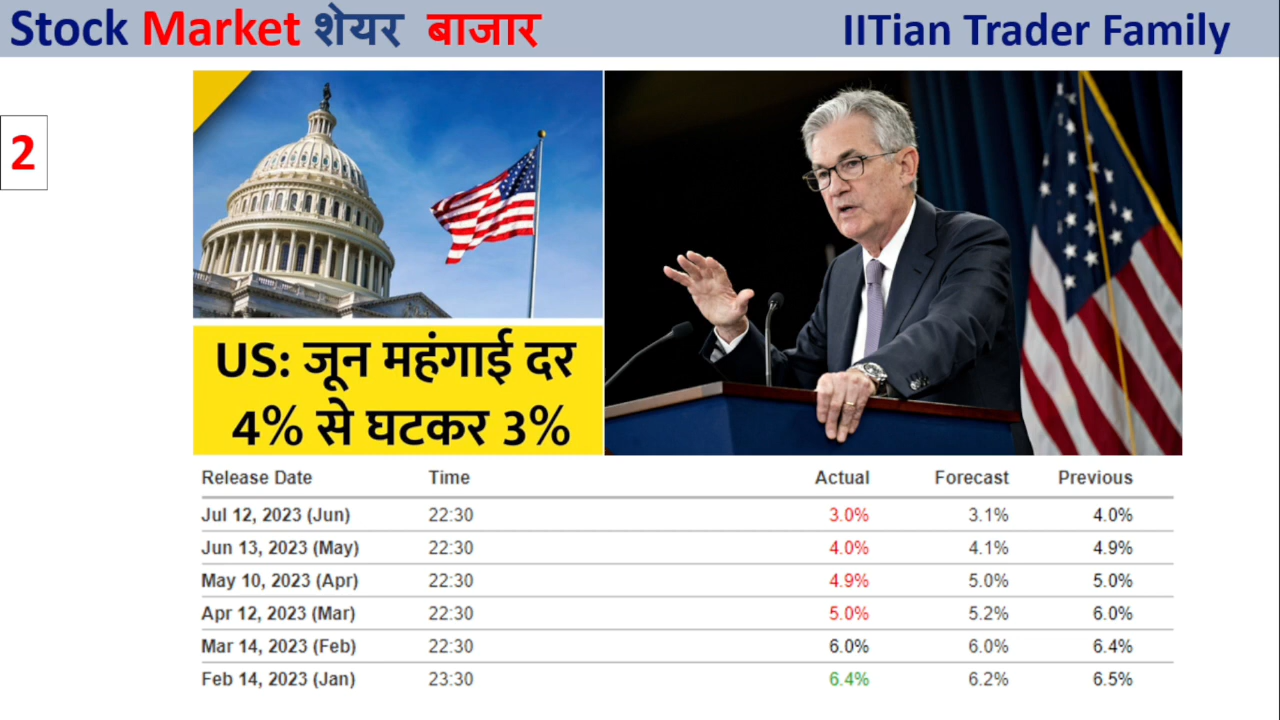 Stock Market शेयर बाजार IITian Trader Family
2
US: जून महंगाई दर
4% से घटकर 3%
Release Date Time Actual Forecast Previous
Jul 12, 2023 (Jun) 22:30 3.0% 3.1% 4.0%
Jun 13, 2023 (May) 22:30 4.0% 4.1% 4.9%
May 10, 2023 (Apr) 22:30 4.9% 5.0% 5.0%
Apr 12, 2023 (Mar) 22:30 5.0% 5.2% 6.0%
Mar 14, 2023 (Feb) 22:30 6.0% 6.0% 6.4%
Feb 14, 2023 (Jan) 23:30 6.4% 6.2% 6.5%